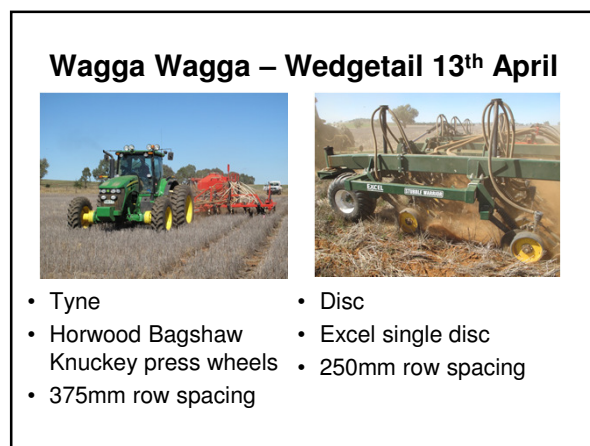 Wagga Wagga – Wedgetail 13th April
EXCEL
STUBBLE WARRIOR
• Tyne
• Horwood Bagshaw
Knuckey press wheels
• 375mm row spacing
• Disc
• Excel single disc
• 250mm row spacing